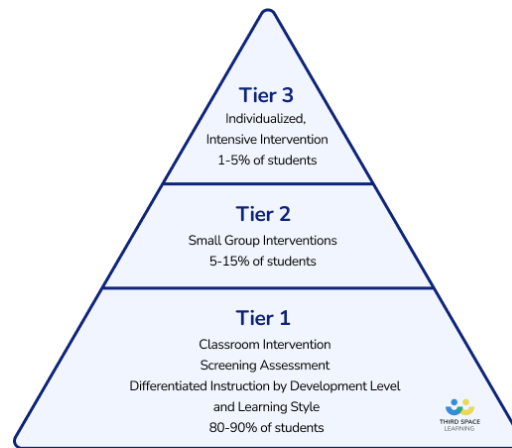 Tier 3
Individualized,
Intensive Intervention
1-5% of students
Tier 2
Small Group Interventions
5-15% of students
Tier 1
Classroom Intervention
Screening Assessment
Differentiated Instruction by Development Level
and Learning Style
80-90% of students
THIRD SPACE
LEARNING